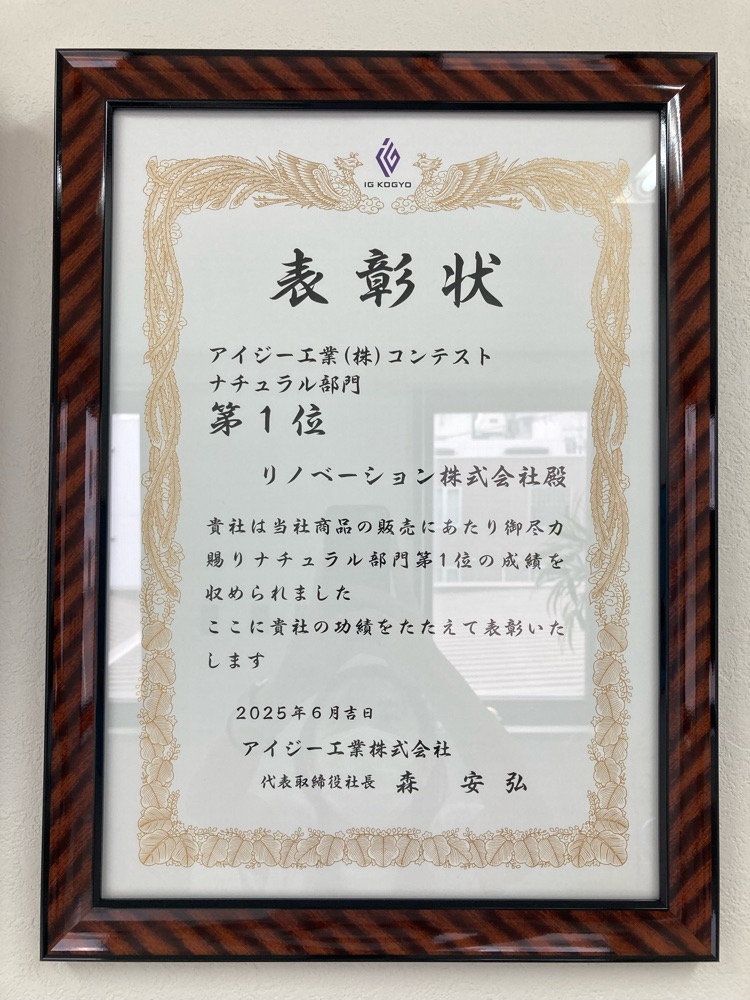 IG KOGYO
表彰状
アイジー工業(株)コンテスト
ナチュラル部門
第1位
リノベーション株式会社殿
貴社は当社商品の販売にあたり御尽力
賜りナチュラル部門第1位の成績を
収められました
ここに貴社の功績をたたえて表彰いた
します
2025年6月吉日
アイジー工業株式会社
代表取締役社長 森 安弘